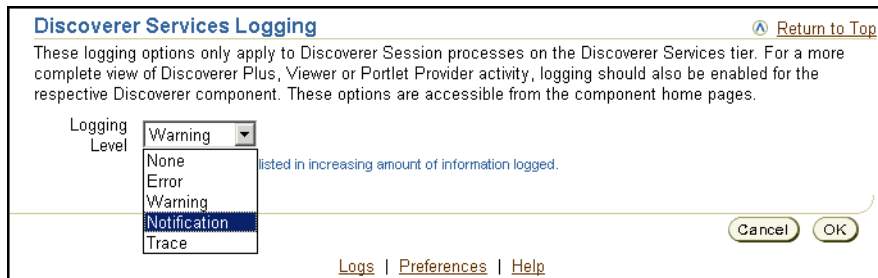 Discoverer Services Logging
Return to Top
These logging options only apply to Discoverer Session processes on the Discoverer Services tier. For a more
complete view of Discoverer Plus, Viewer or Portlet Provider activity, logging should also be enabled for the
respective Discoverer component. These options are accessible from the component home pages.
Logging
Level
Warning
None
listed in increasing amount of information logged.
Error
Warning
Notification
Trace
Cancel
OK
Logs | Preferences | Help